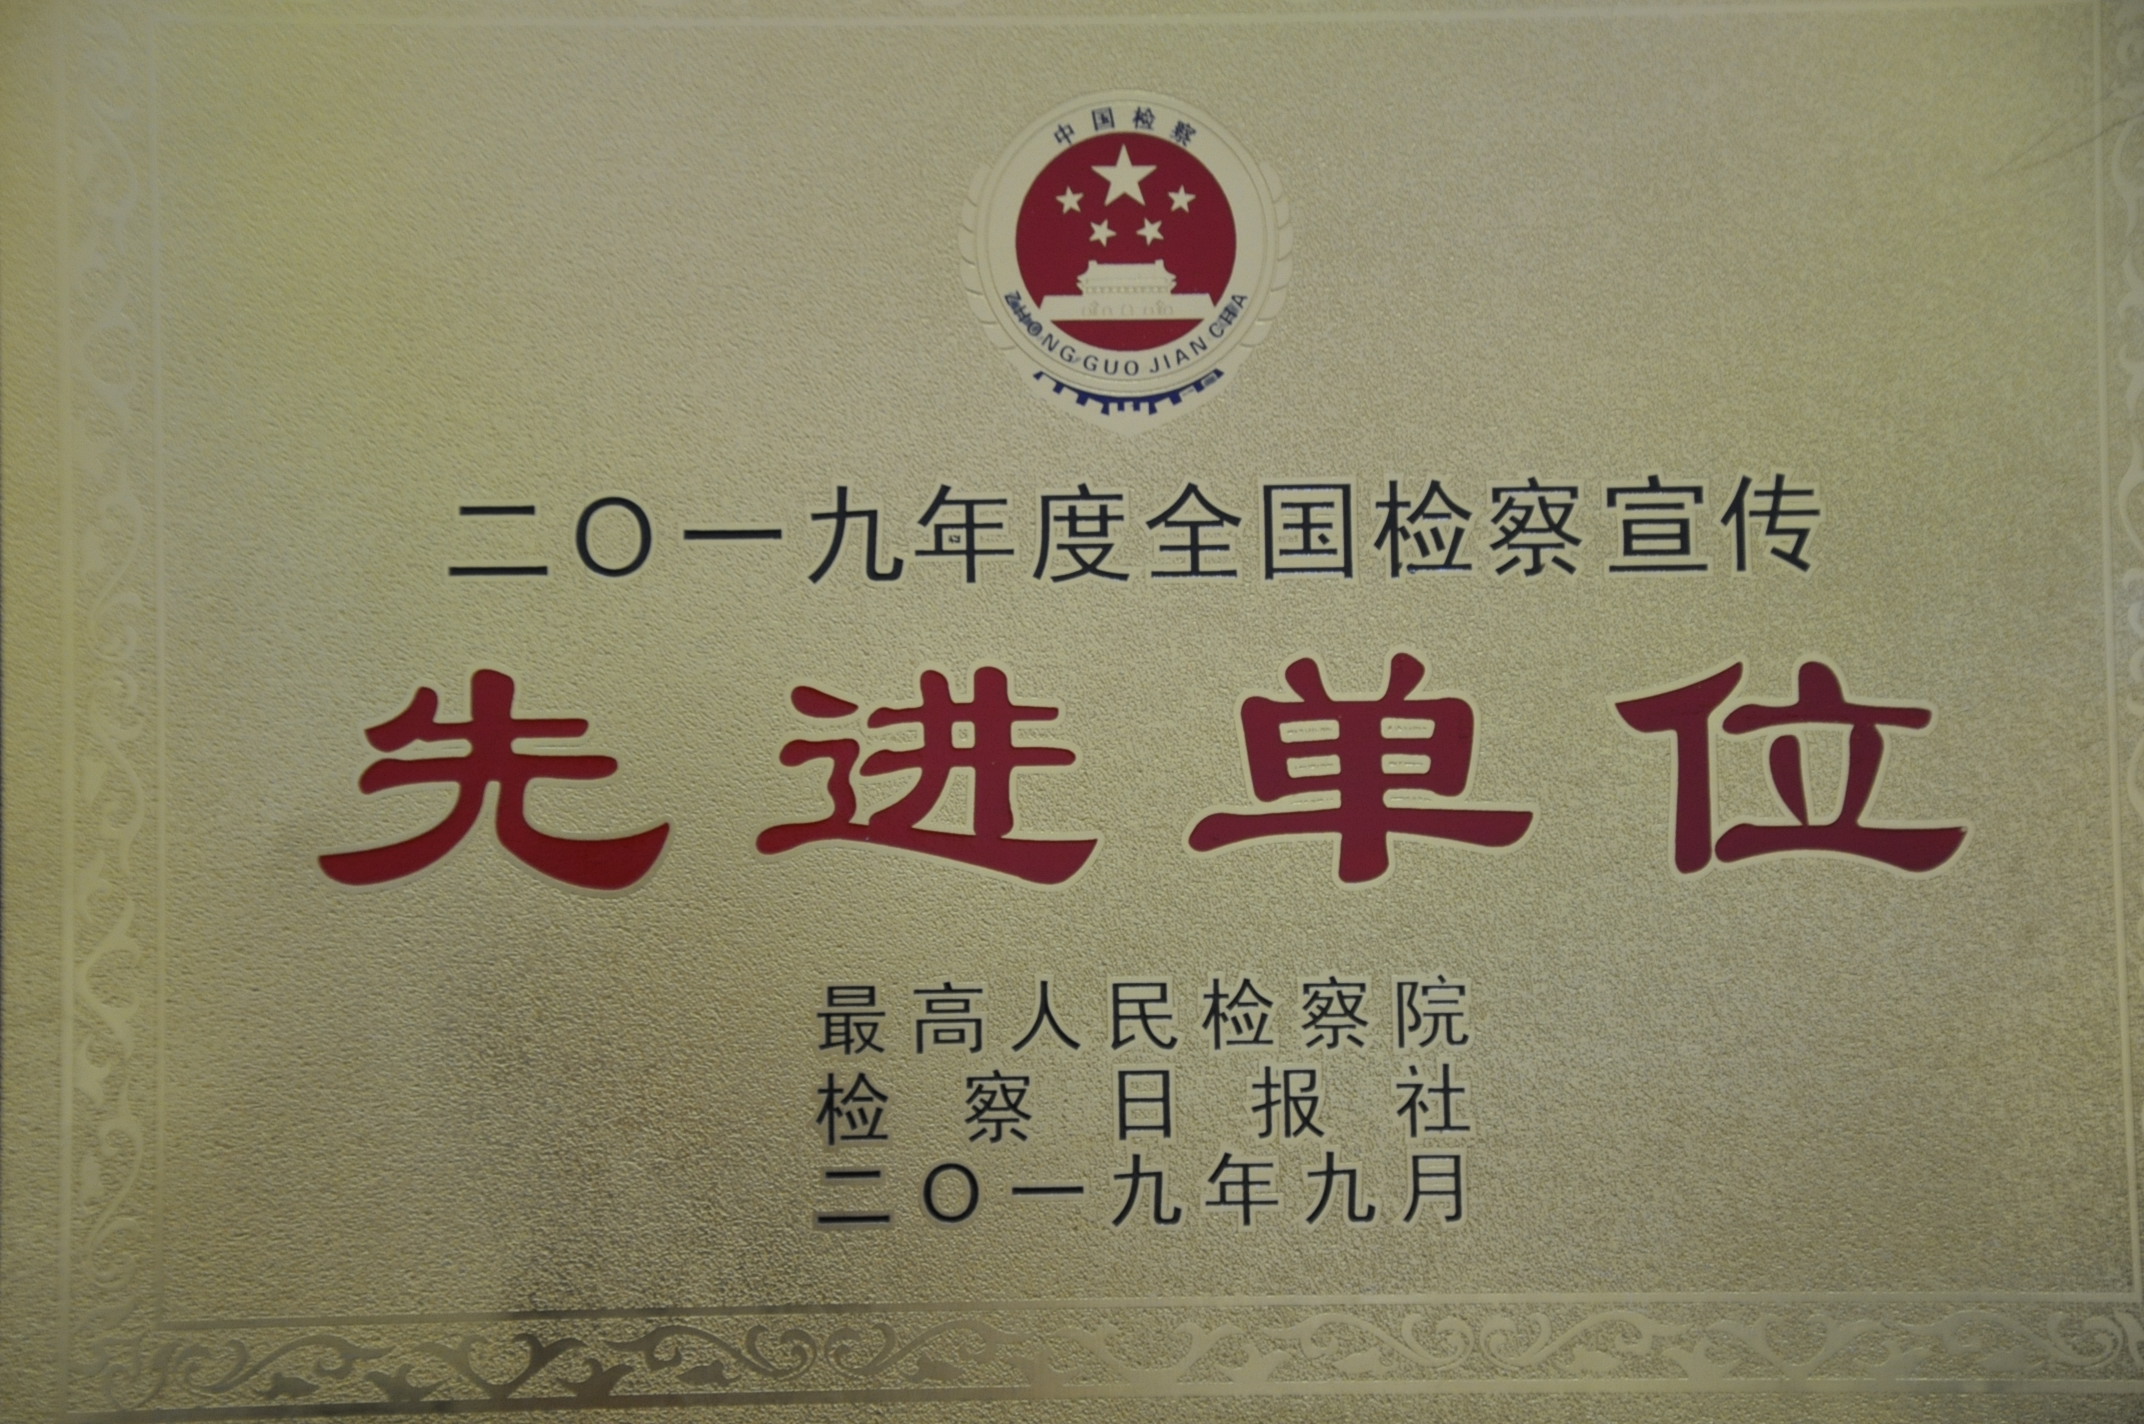 中国检察
ZHONG GUO JIAN CHA
二〇一九年度全国检察宣传
先进单位
最高人民检察院
检察日报社
二〇一九年九月